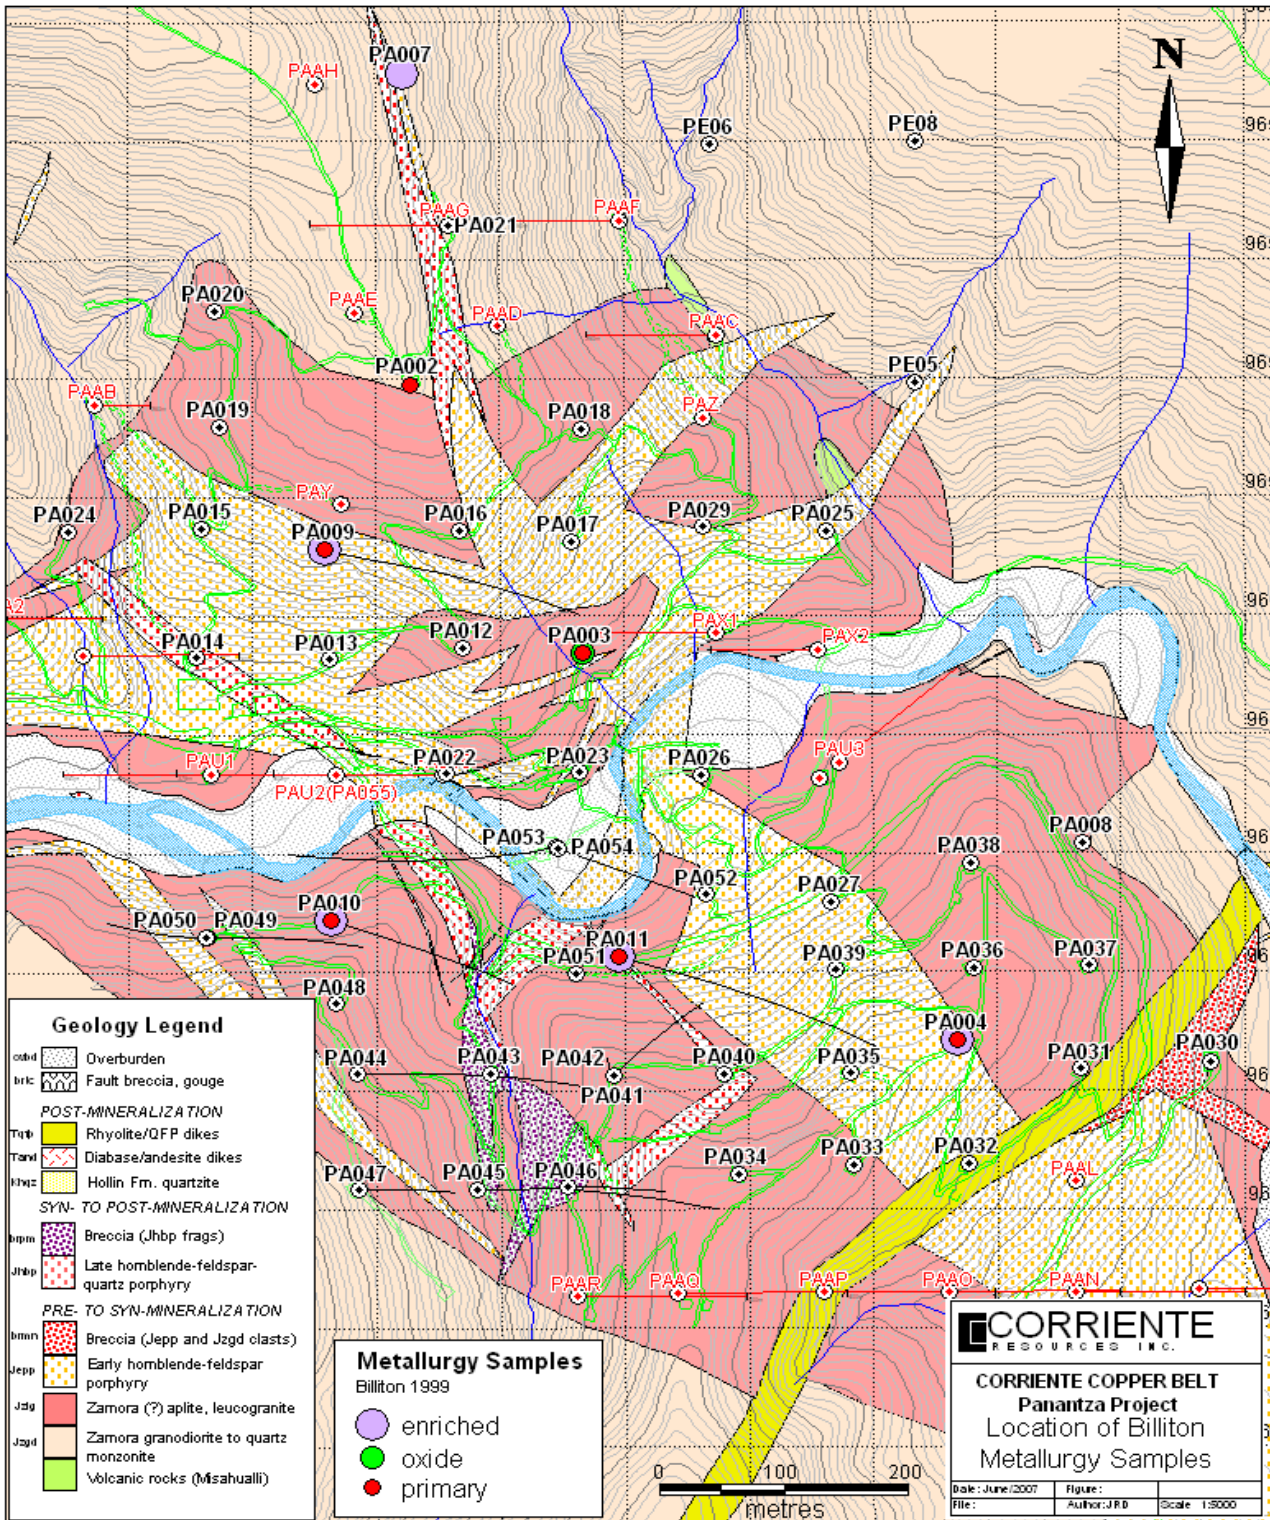 PA007
PAAH
N
PE06
PE08
PAAG
PA021
PAAF
PA020
PAAE
PAAD
PAAC
PA002
PE05
PAAB
PA019
PA018
PAZ
PAY
PA024
PA015
PA009
PA016
PA017
PA029
PA025
A2
PA014
PA013
PA012
PA003
PAX1
PAX2
PAU1
PAU2(PA055)
PA022
PA023
PA026
PAU3
PA053
PA054
PA052
PA027
PA038
PA008
PA050
PA049
PA010
PA011
PA051
PA039
PA036
PA037
PA048
PA004
PA044
PA043
PA042
PA041
PA040
PA035
PA031
PA030
PA047
PA045
PA046
PA034
PA033
PA032
PAAL
PAAR
PAAQ
PAAP
PAAO
PAAN
Geology Legend
Overburden
Fault breccia, gouge
POST-MINERALIZATION
Rhyolite/QFP dikes
Tand Diabase/andesite dikes
Hollin Fm. quartzite
SYN- TO POST-MINERALIZATION
brpm Breccia (Jhbp frags)
Jhbp Late hornblende-feldspar-
quartz porphyry
PRE- TO SYN-MINERALIZATION
brmn Breccia (Jepp and Jzgd clasts)
Jepp Early hornblende-feldspar
porphyry
Jzlg Zamora (?) aplite, leucogranite
Jzgd Zamora granodiorite to quartz
monzonite
Volcanic rocks (Misahualli)
Metallurgy Samples
Billiton 1999
enriched
oxide
primary
0 100 200
metres
CORRIENTE
RESOURCES INC.
CORRIENTE COPPER BELT
Panantza Project
Location of Billiton
Metallurgy Samples
Date: June/2007 Figure:
File: Author: JRD Scale 1:5000